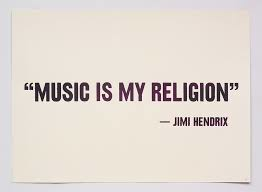 “MUSIC IS MY RELIGION”
— JIMI HENDRIX